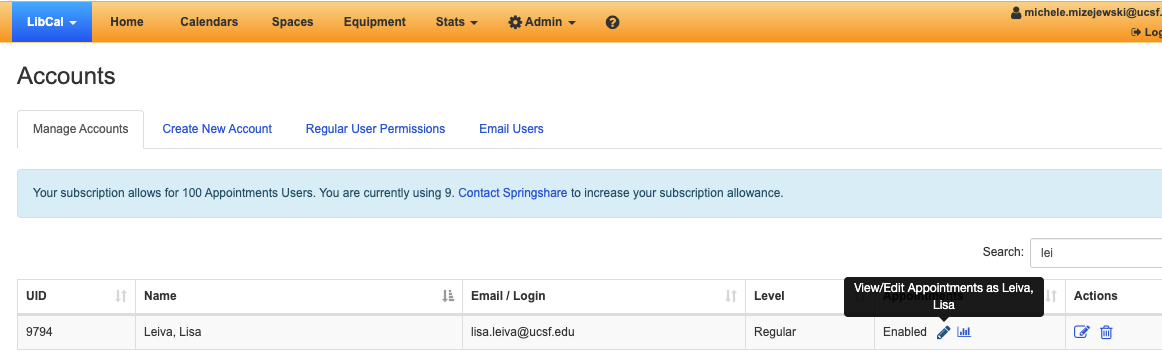 LibCal Home Calendars Spaces Equipment Stats Admin michele.mizejewski@ucsf.
Log
Accounts
Manage Accounts Create New Account Regular User Permissions Email Users
Your subscription allows for 100 Appointments Users. You are currently using 9. Contact Springshare to increase your subscription allowance.
Search: lei
UID Name Email / Login Level Actions
View/Edit Appointments as Leiva,
Lisa
9794 Leiva, Lisa lisa.leiva@ucsf.edu Regular Enabled